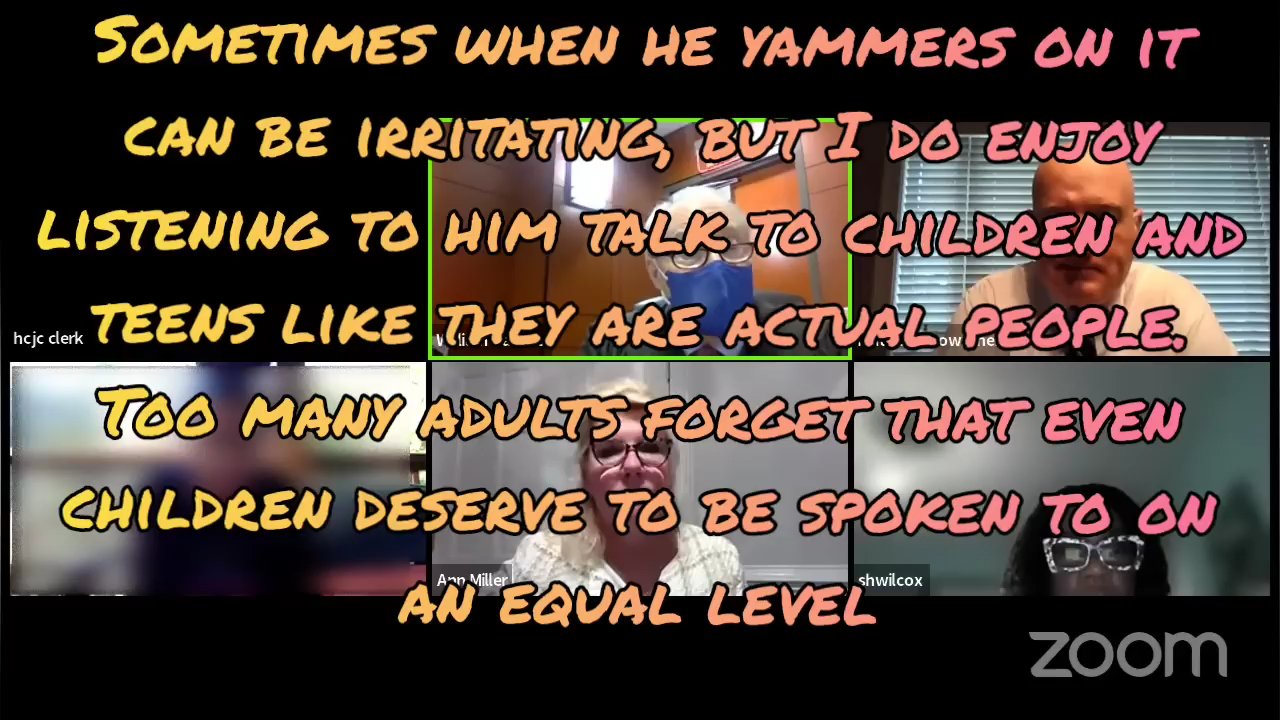 Sometimes when he yammers on it
can be irritating, but I do enjoy
listening to him talk to children and
teens like they are actual people.
Too many adults forget that even
children deserve to be spoken to on
an equal level
hcjc clerk
Ann Miller
shwilcox
zoom